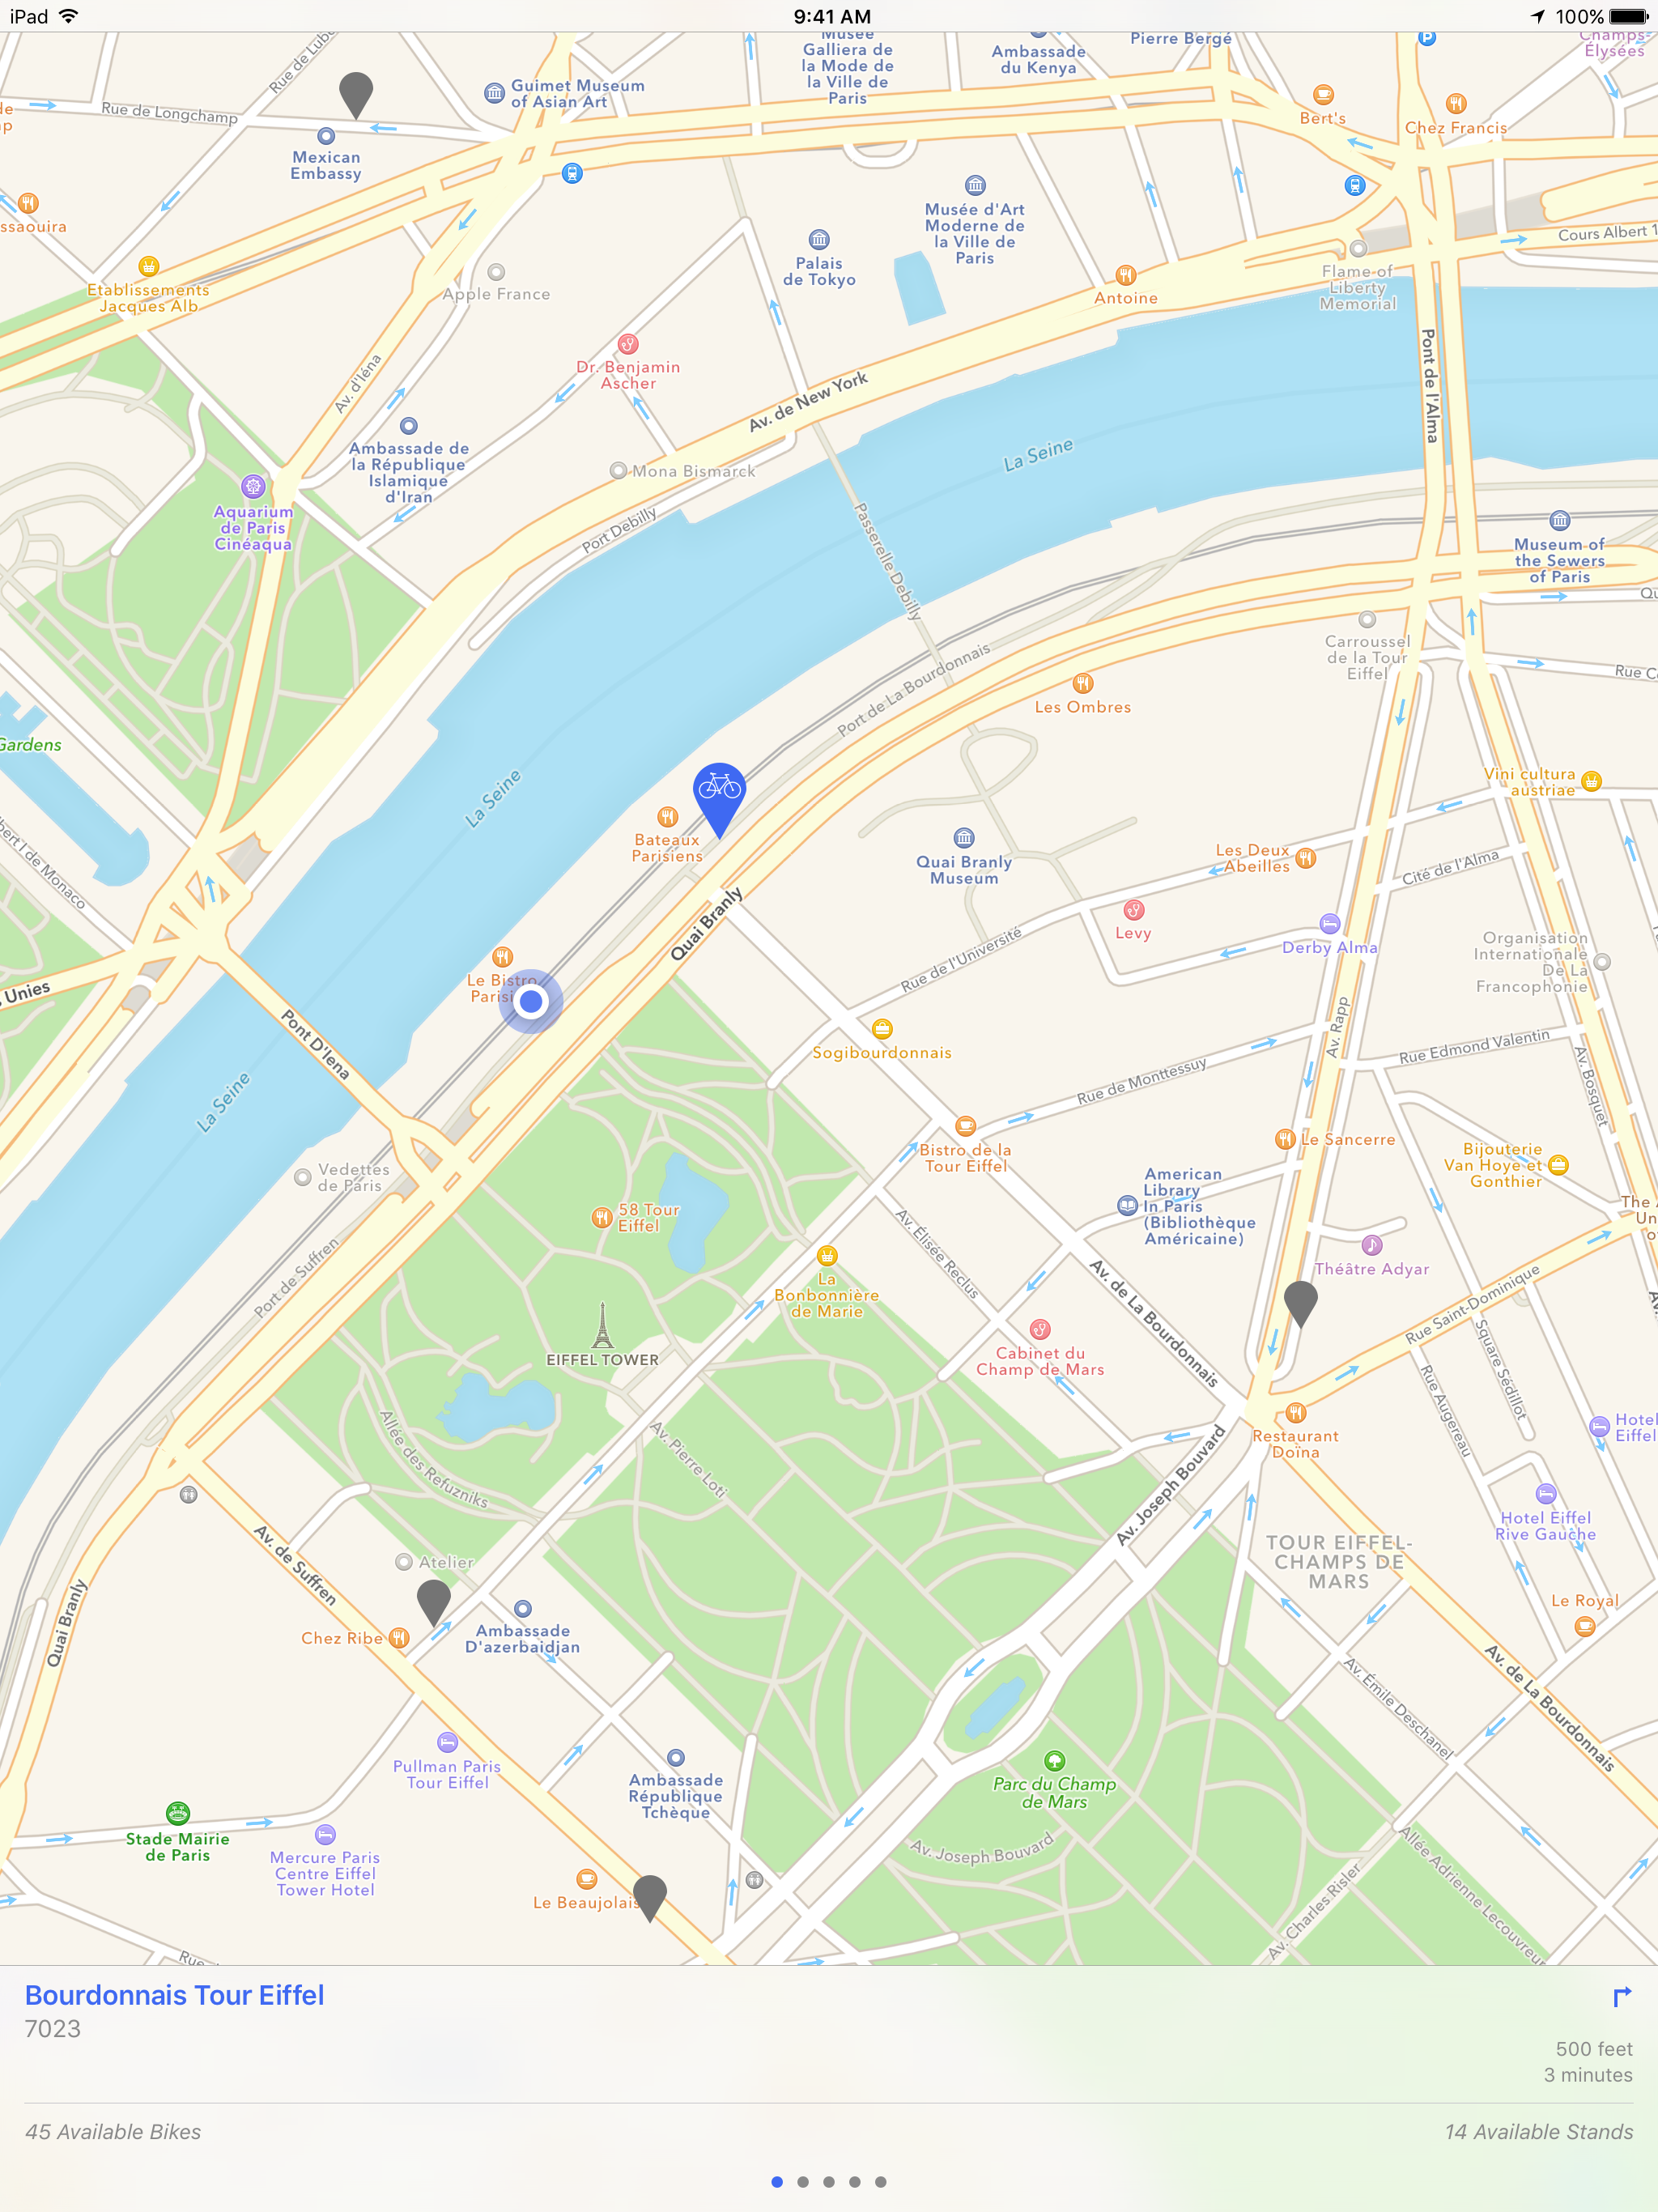 iPad
9:41 AM
100%
Rue de Longchamp
Mexican
Embassy
Guimet Museum
of Asian Art
Musée
Galliera de
la Mode de
la Ville de
Paris
Ambassade
du Kenya
Pierre Bergé
P
Champs-
Élysées
Bert's
Chez Francis
ssaouira
Etablissements
Jacques Alb
Apple France
Palais
de Tokyo
Musée d'Art
Moderne de
la Ville de
Paris
Antoine
Flame of
Liberty
Memorial
Cours Albert 1
Av. d'Iéna
Dr. Benjamin
Ascher
Av. de New York
Pont de l'Alma
La Seine
Ambassade de
la République
Islamique
d'Iran
Mona Bismarck
Port Debilly
Passerelle Debilly
Aquarium
de Paris
Cinéaqua
Museum of
the Sewers
of Paris
Carroussel
de la Tour
Eiffel
Port de La Bourdonnais
Les Ombres
Gardens
La Seine
Bateaux
Parisiens
Vini cultura
austriae
Quai Branly
Museum
Les Deux
Abeilles
Cité de l'Alma
Quai Branly
Levy
Derby Alma
Rue de l'Université
Organisation
Internationale
De La
Francophonie
Le Bistro
Unies
Pont D'Iena
Sogibourdonnais
Av. Rapp
Rue Edmond Valentin
Av. Bosquet
La Seine
Rue de Monttessuy
Bistro de la
Tour Eiffel
Le Sancerre
Bijouterie
Van Hoye et
Gonthier
Vedettes
de Paris
American
Library
In Paris
(Bibliothèque
Américaine)
58 Tour
Eiffel
Av. Élisée Reclus
Théâtre Adyar
Port de Suffren
La
Bonbonnière
de Marie
Av. de La Bourdonnais
Rue Saint-Dominique
EIFFEL TOWER
Cabinet du
Champ de Mars
Square Sédillot
Rue Augereau
Allée des Refuzniks
Av. Pierre Loti
Restaurant
Doïna
Hotel
Eiffel
Av. Joseph Bouvard
Hotel Eiffel
Rive Gauche
TOUR EIFFEL-
CHAMPS DE
MARS
Av. de Suffren
Atelier
Le Royal
Quai Branly
Chez Ribe
Ambassade
D'azerbaidjan
Av. Émile Deschanel
Av. de La Bourdonnais
Pullman Paris
Tour Eiffel
Ambassade
République
Tchèque
Parc du Champ
de Mars
Stade Mairie
de Paris
Mercure Paris
Centre Eiffel
Tower Hotel
Av. Joseph Bouvard
Allée Adrienne Lecouvreur
Av. Charles Risler
Le Beaujolais
Rue
Bourdonnais Tour Eiffel
7023
500 feet
3 minutes
45 Available Bikes
14 Available Stands